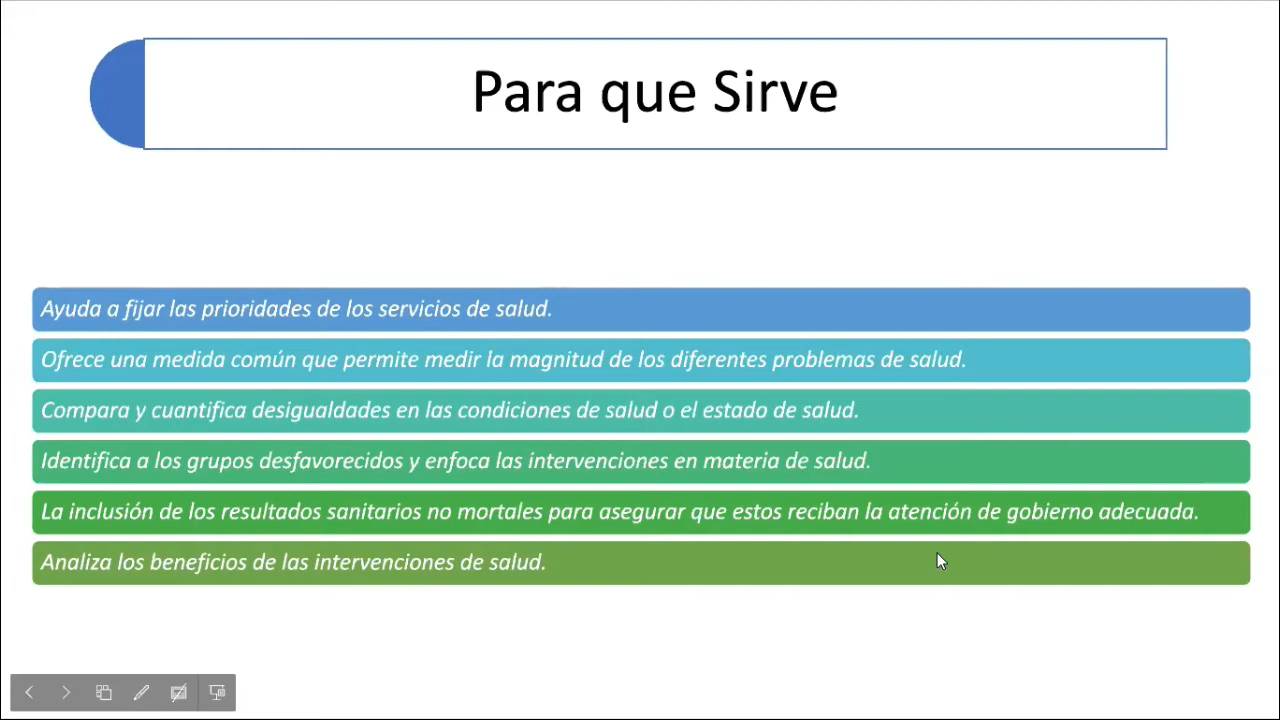 Para que Sirve
Ayuda a fijar las prioridades de los servicios de salud.
Ofrece una medida común que permite medir la magnitud de los diferentes problemas de salud.
Compara y cuantifica desigualdades en las condiciones de salud o el estado de salud.
Identifica a los grupos desfavorecidos y enfoca las intervenciones en materia de salud.
La inclusión de los resultados sanitarios no mortales para asegurar que estos reciban la atención de gobierno adecuada.
Analiza los beneficios de las intervenciones de salud.